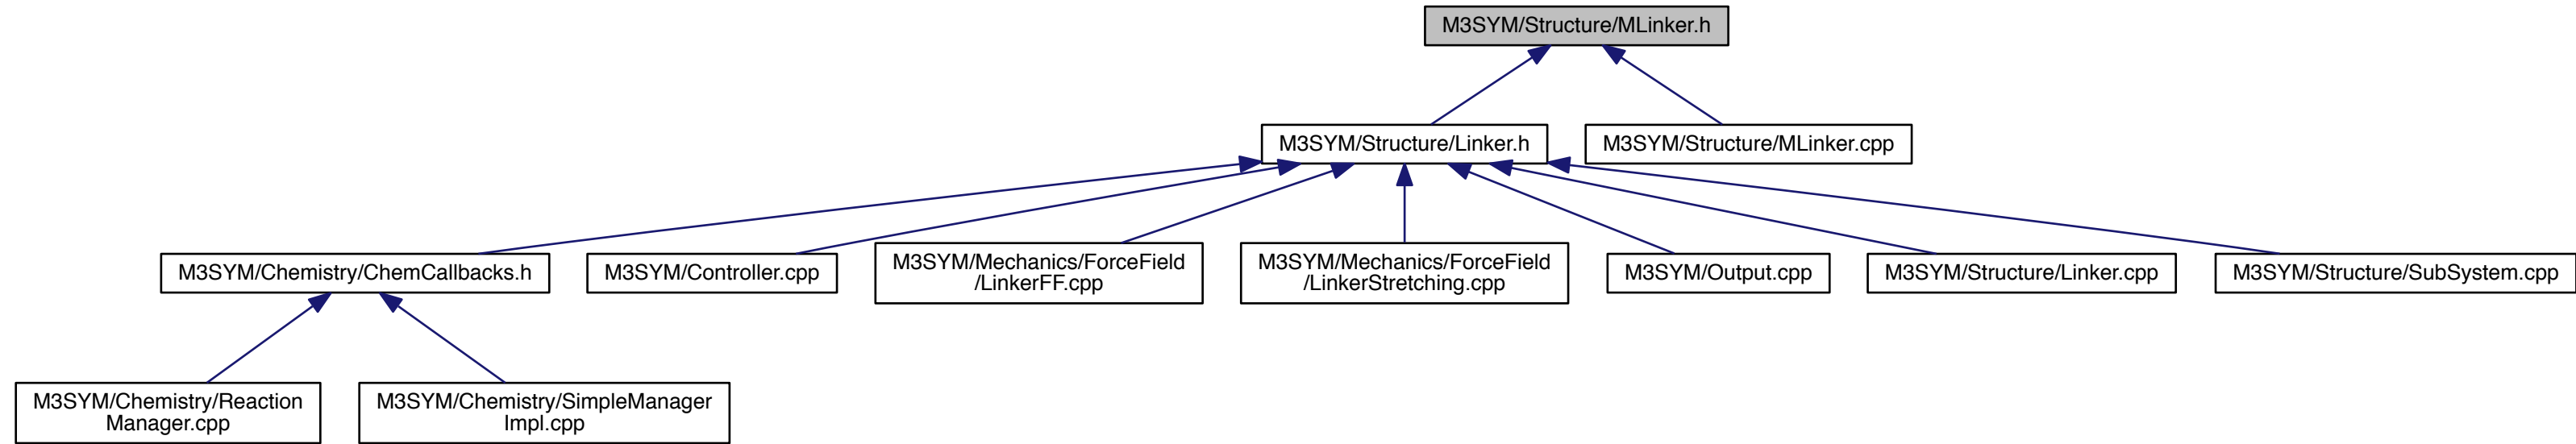 M3SYM/Structure/MLinker.h
M3SYM/Structure/Linker.h
M3SYM/Structure/MLinker.cpp
M3SYM/Chemistry/ChemCallbacks.h
M3SYM/Controller.cpp
M3SYM/Mechanics/ForceField
/LinkerFF.cpp
M3SYM/Mechanics/ForceField
/LinkerStretching.cpp
M3SYM/Output.cpp
M3SYM/Structure/Linker.cpp
M3SYM/Structure/SubSystem.cpp
M3SYM/Chemistry/Reaction
Manager.cpp
M3SYM/Chemistry/SimpleManager
Impl.cpp